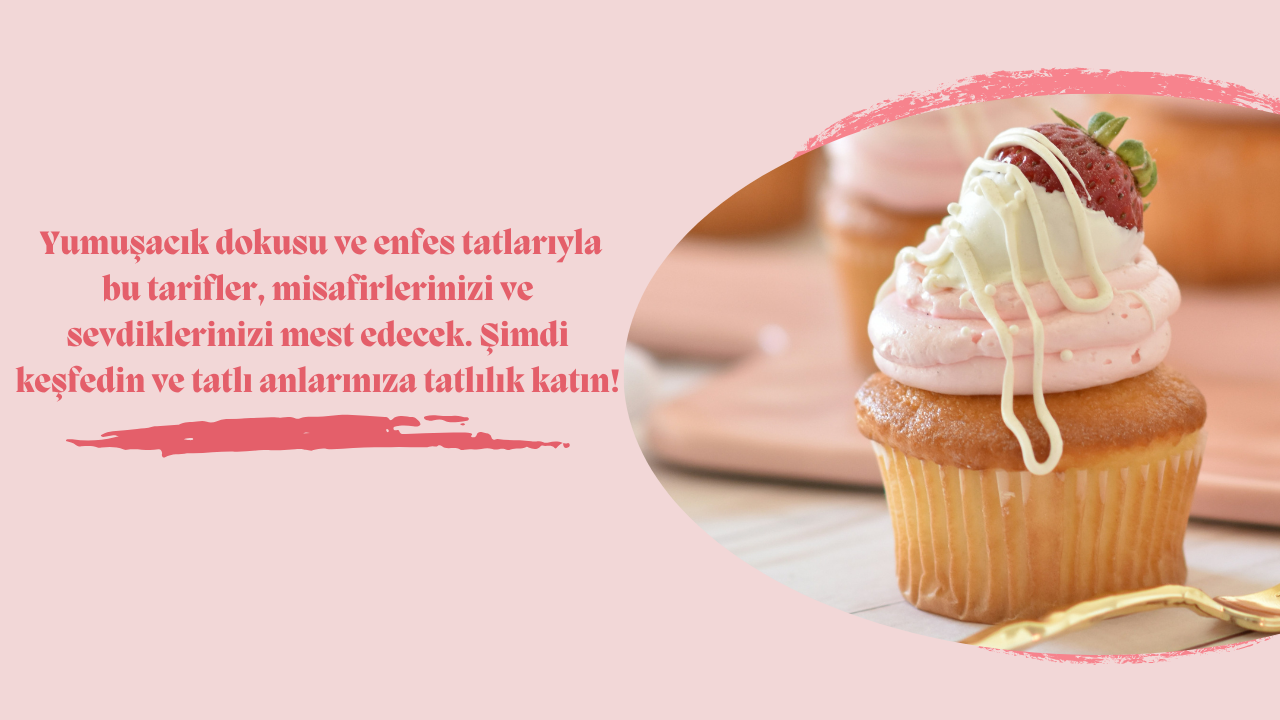 Yumuşacık dokusu ve enfes tatlarıyla
bu tarifler, misafirlerinizi ve
sevdiklerinizi mest edecek. Şimdi
keşfedin ve tatlı anlarınıza tatlılık katın!